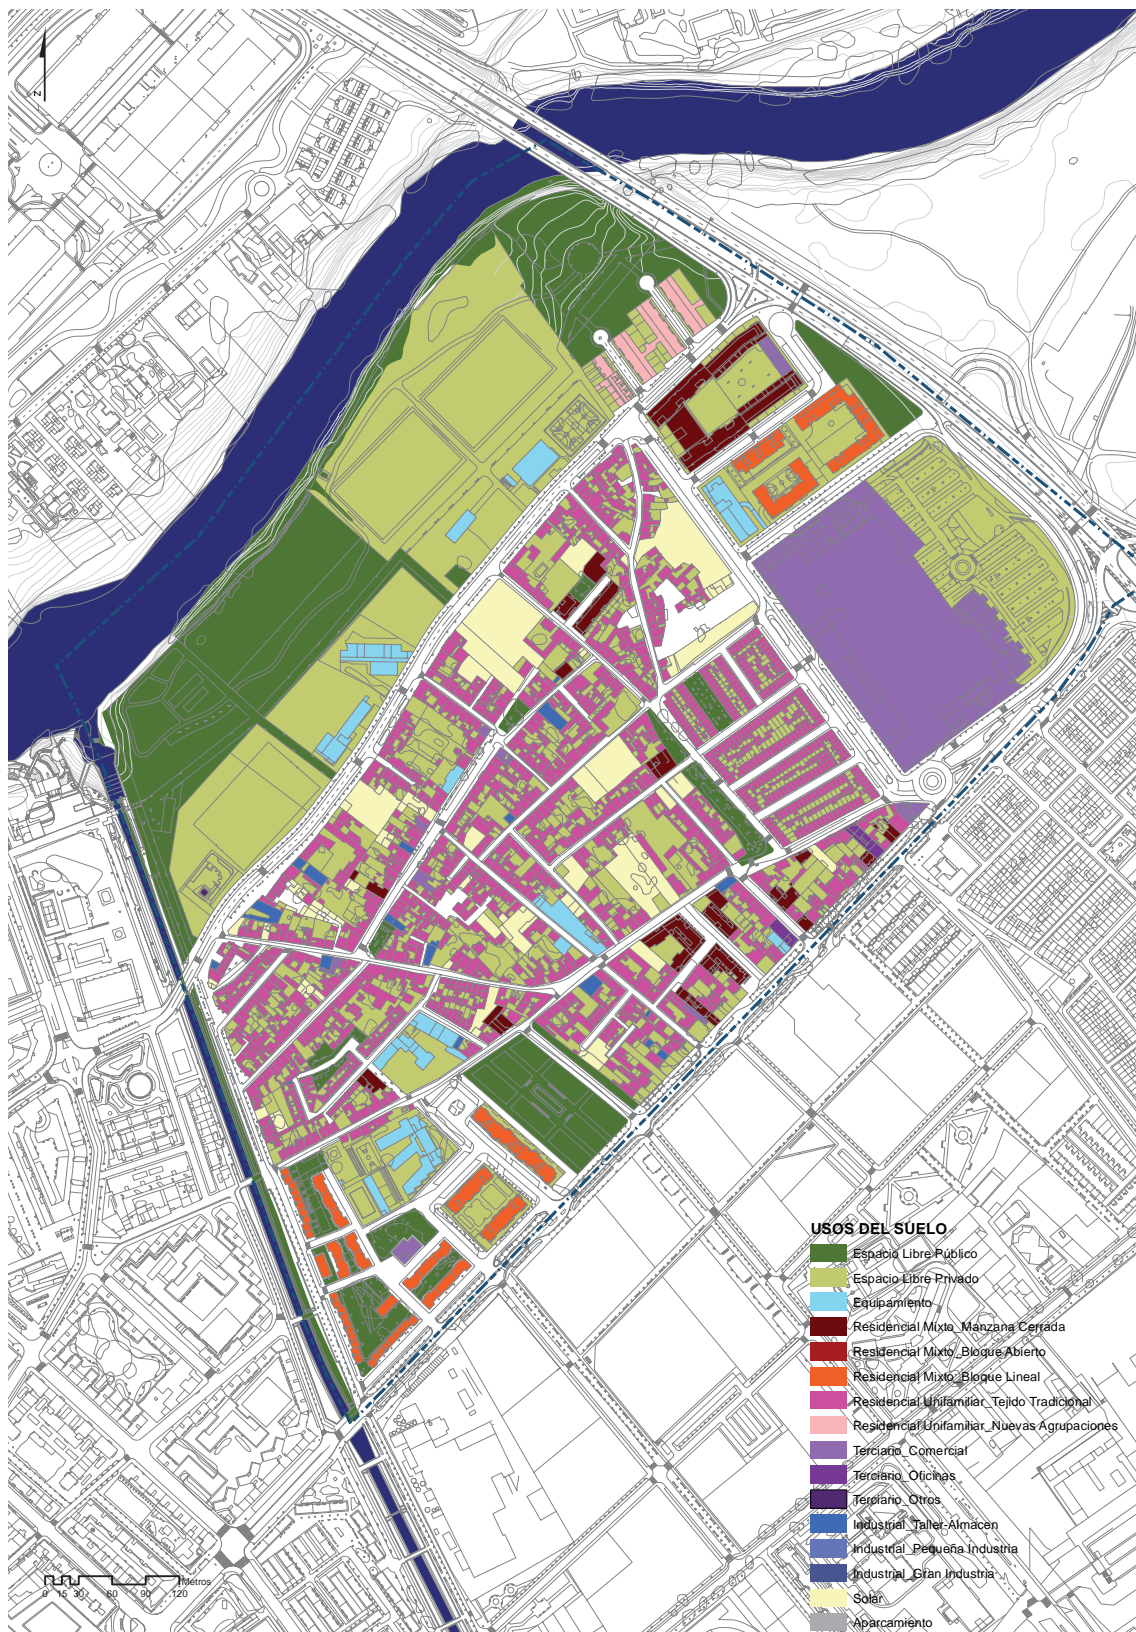 N
USOS DEL SUELO
Espacio Libre Público
Espacio Libre Privado
Equipamiento
Residencial Mixto_Manzana Cerrada
Residencial Mixto_Bloque Abierto
Residencial Mixto_Bloque Lineal
Residencial Unifamiliar_Tejido Tradicional
Residencial Unifamiliar_Nuevas Agrupaciones
Terciario_Comercial
Terciario_Oficinas
Terciario_Otros
Industrial_Taller-Almacen
Industrial_Pequeña Industria
Industrial_Gran Industria
Solar
Aparcamiento
Metros
0 15 30 60 90 120